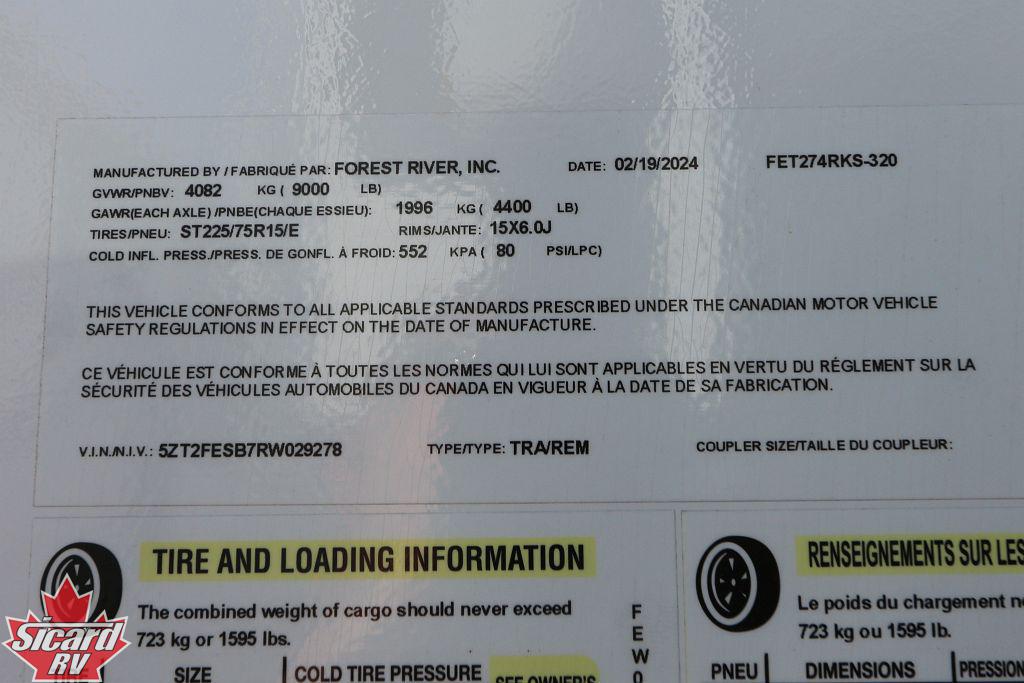 MANUFACTURED BY / FABRIQUÉ PAR: FOREST RIVER, INC. DATE: 02/19/2024 FET274RKS-320
GVWR/PNBV: 4082 KG ( 9000 LB)
GAWR(EACH AXLE) /PNBE(CHAQUE ESSIEU): 1996 KG ( 4400 LB)
TIRES/PNEU: ST225/75R15/E RIMS/JANTE: 15X6.0J
COLD INFL. PRESS./PRESS. DE GONFL. À FROID: 552 KPA ( 80 PSI/LPC)
THIS VEHICLE CONFORMS TO ALL APPLICABLE STANDARDS PRESCRIBED UNDER THE CANADIAN MOTOR VEHICLE
SAFETY REGULATIONS IN EFFECT ON THE DATE OF MANUFACTURE.
CE VÉHICULE EST CONFORME À TOUTES LES NORMES QUI LUI SONT APPLICABLES EN VERTU DU RÉGLEMENT SUR LA
SÉCURITÉ DES VÉHICULES AUTOMOBILES DU CANADA EN VIGUEUR À LA DATE DE SA FABRICATION.
V.I.N./N.I.V.: 5ZT2FESB7RW029278 TYPE/TYPE: TRA/REM COUPLER SIZE/TAILLE DU COUPLEUR:
TIRE AND LOADING INFORMATION
The combined weight of cargo should never exceed
723 kg or 1595 lbs.
SIZE COLD TIRE PRESSURE SEE OWNER'S
F
E
W
0
RENSEIGNEMENTS SUR LES
Le poids du chargement
723 kg ou 1595 lb.
PNEU DIMENSIONS PRESSION
Sicard
RV